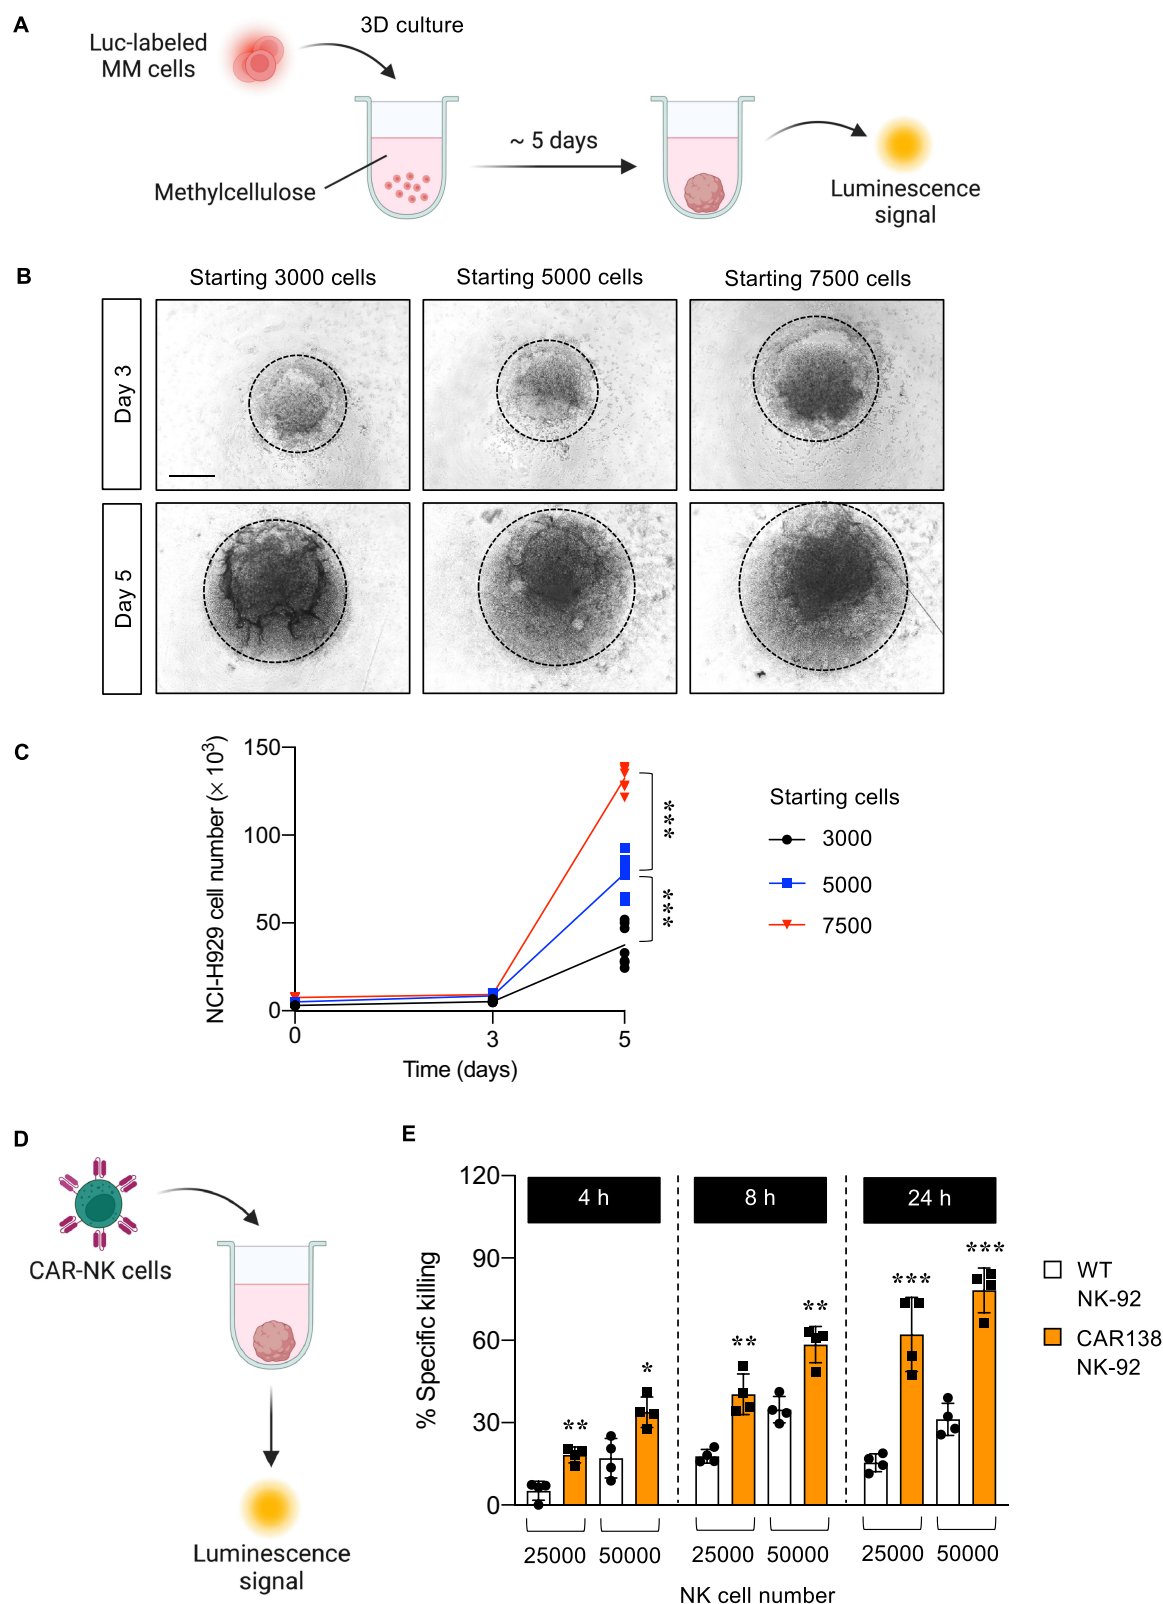 A
3D culture
Luc-labeled
MM cells
~ 5 days
Methylcellulose
Luminescence
signal
B
Starting 3000 cells
Starting 5000 cells
Starting 7500 cells
Day 3
Day 5
C
NCI-H929 cell number (× 10³)
150
100
50
0
0
3
5
Time (days)
***
***
Starting cells
3000
5000
7500
D
CAR-NK cells
Luminescence
signal
E
% Specific killing
120
90
60
30
0
4 h
8 h
24 h
**
*
**
**
***
***
25000
50000
25000
50000
25000
50000
NK cell number
WT
NK-92
CAR138
NK-92